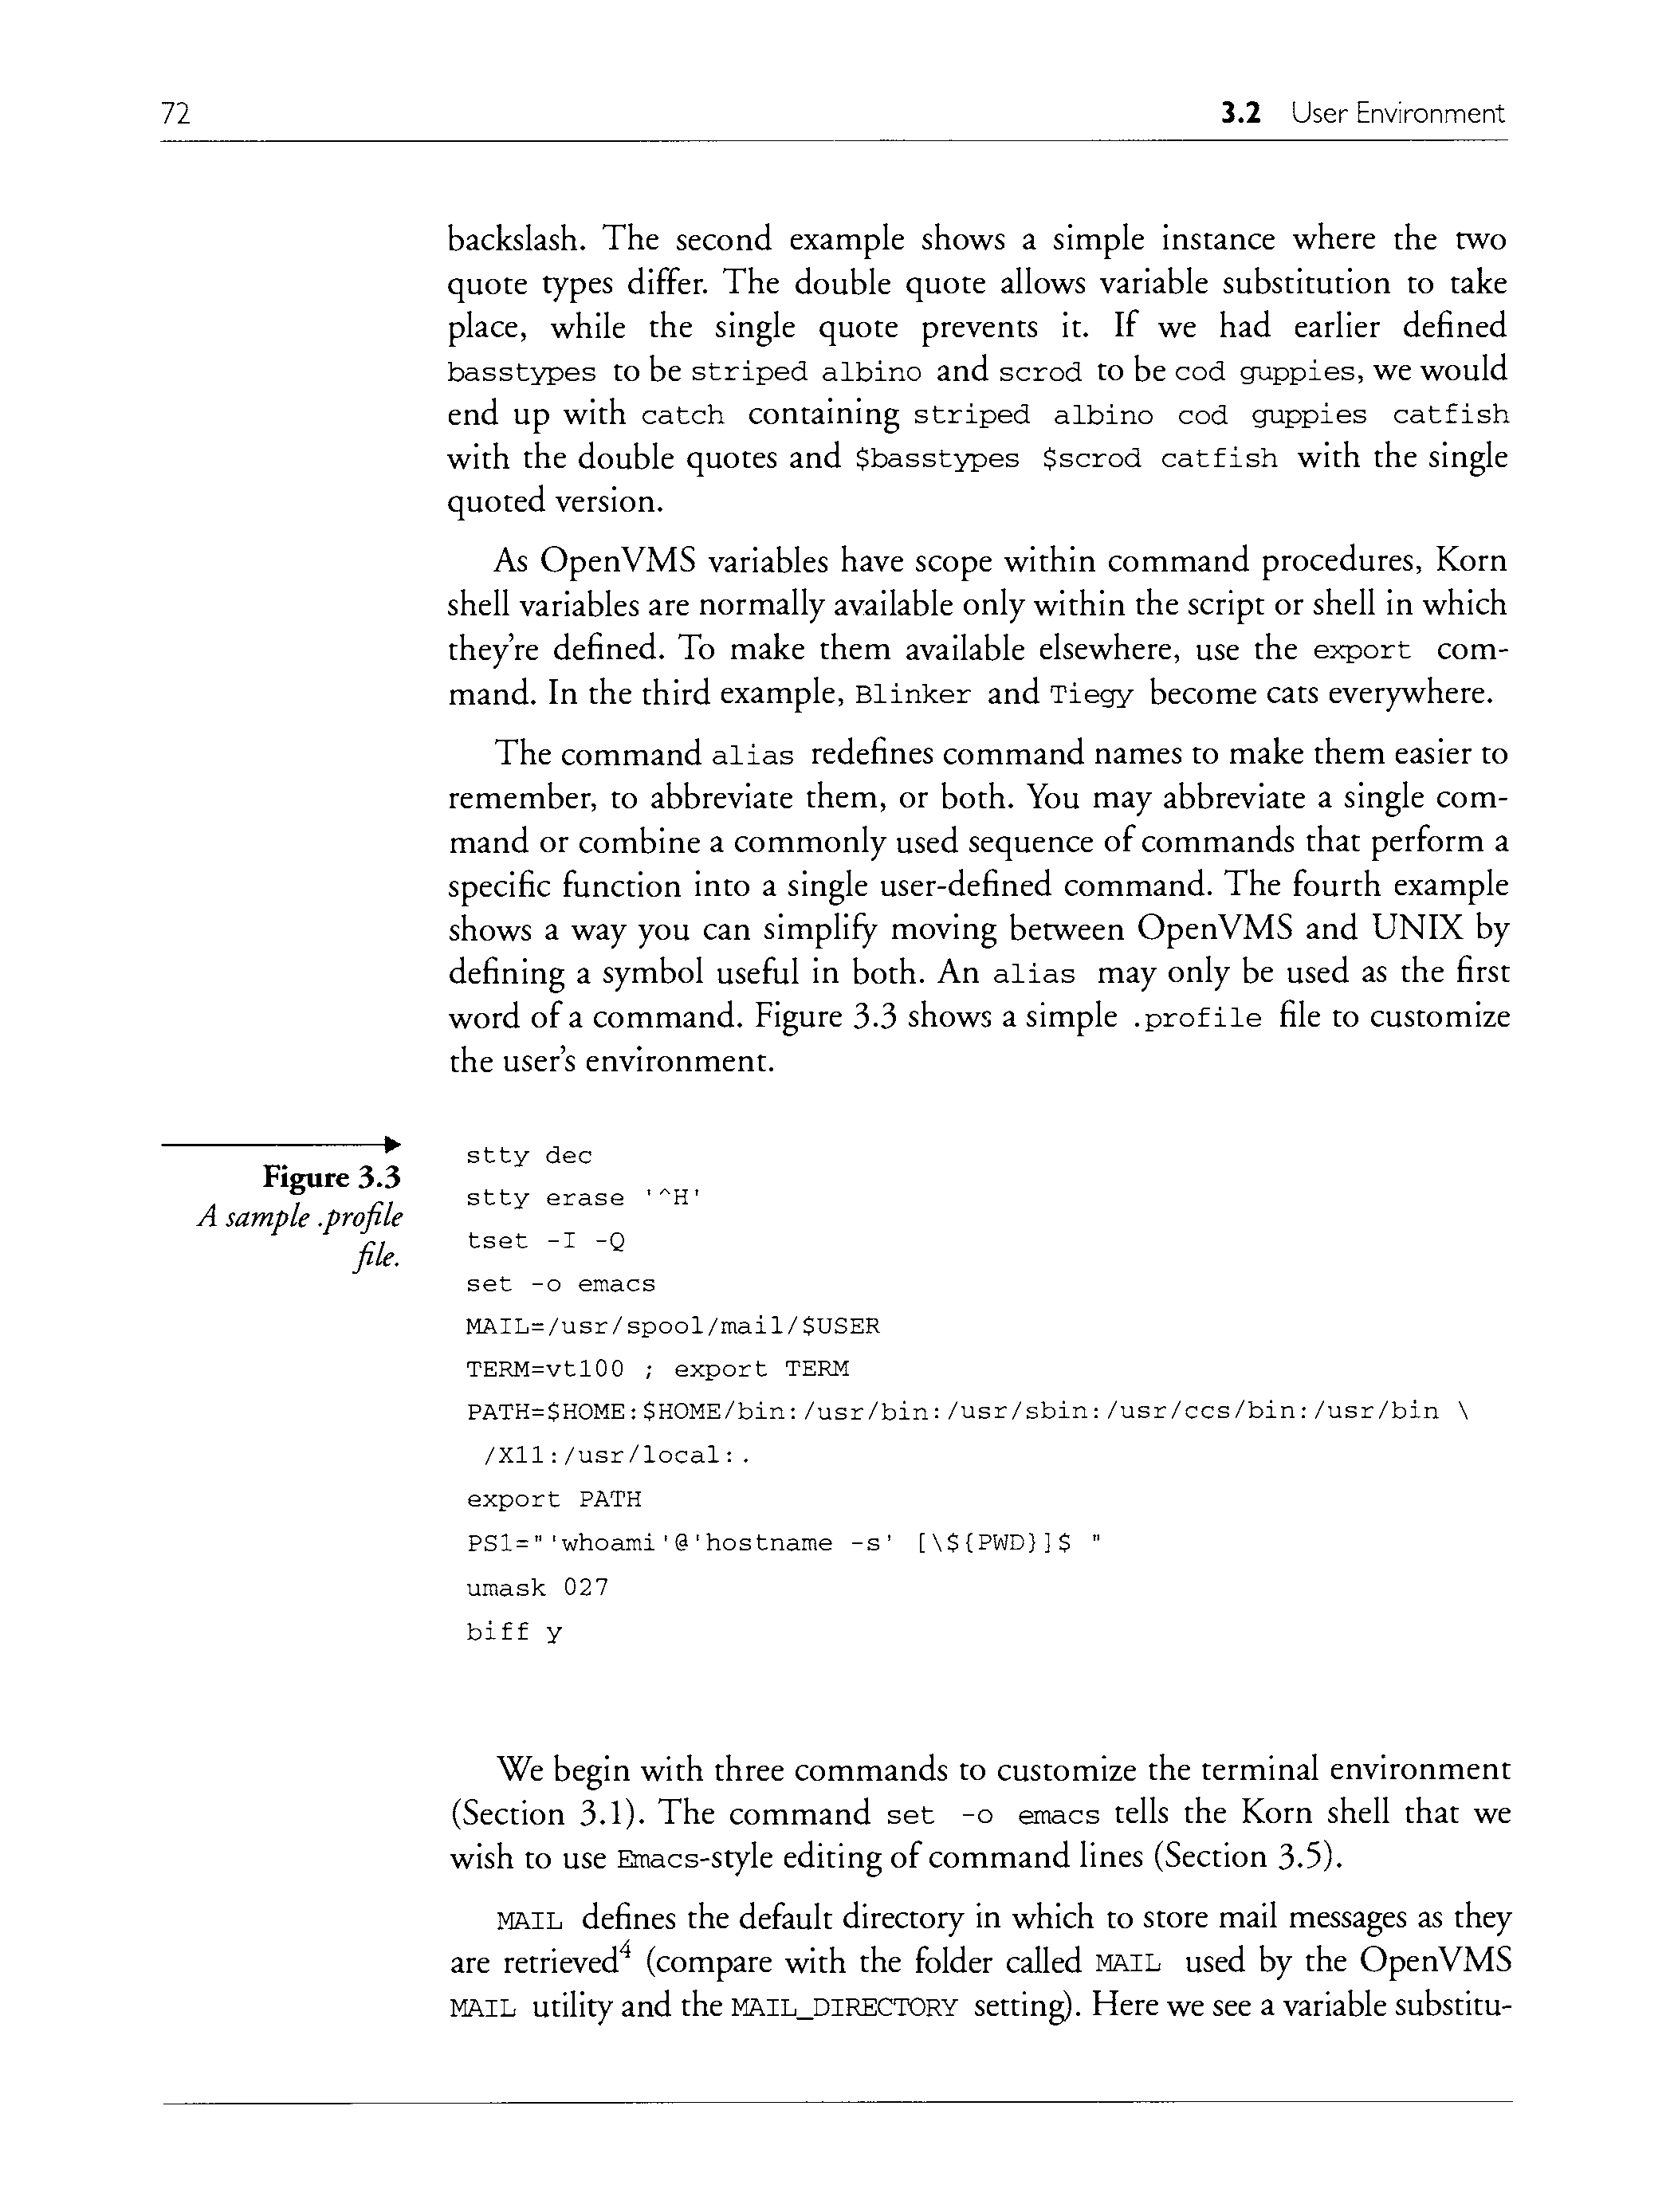 72
3.2 User Environment
backslash. The second example shows a simple instance where the two
quote types differ. The double quote allows variable substitution to take
place, while the single quote prevents it. If we had earlier defined
basstypes to be striped albino and scrod to be cod guppies, we would
end up with catch containing striped albino cod guppies catfish
with the double quotes and $basstypes $scrod catfish with the single
quoted version.
As OpenVMS variables have scope within command procedures, Korn
shell variables are normally available only within the script or shell in which
they're defined. To make them available elsewhere, use the export com-
mand. In the third example, Blinker and Tiegy become cats everywhere.
The command alias redefines command names to make them easier to
remember, to abbreviate them, or both. You may abbreviate a single com-
mand or combine a commonly used sequence of commands that perform a
specific function into a single user-defined command. The fourth example
shows a way you can simplify moving between OpenVMS and UNIX by
defining a symbol useful in both. An alias may only be used as the first
word of a command. Figure 3.3 shows a simple .profile file to customize
the user's environment.
Figure 3.3
A sample .profile
file.
stty dec
stty erase '^H'
tset -I -Q
set -o emacs
MAIL=/usr/spool/mail/$USER
TERM=vt100 ; export TERM
PATH=$HOME:$HOME/bin:/usr/bin:/usr/sbin:/usr/ccs/bin:/usr/bin \
/X11:/usr/local:.
export PATH
PS1="'whoami'@'hostname -s' [\${PWD}]$ "
umask 027
biff y
We begin with three commands to customize the terminal environment
(Section 3.1). The command set -o emacs tells the Korn shell that we
wish to use Emacs-style editing of command lines (Section 3.5).
MAIL defines the default directory in which to store mail messages as they
are retrieved4 (compare with the folder called MAIL used by the OpenVMS
MAIL utility and the MAIL_DIRECTORY setting). Here we see a variable substitu-